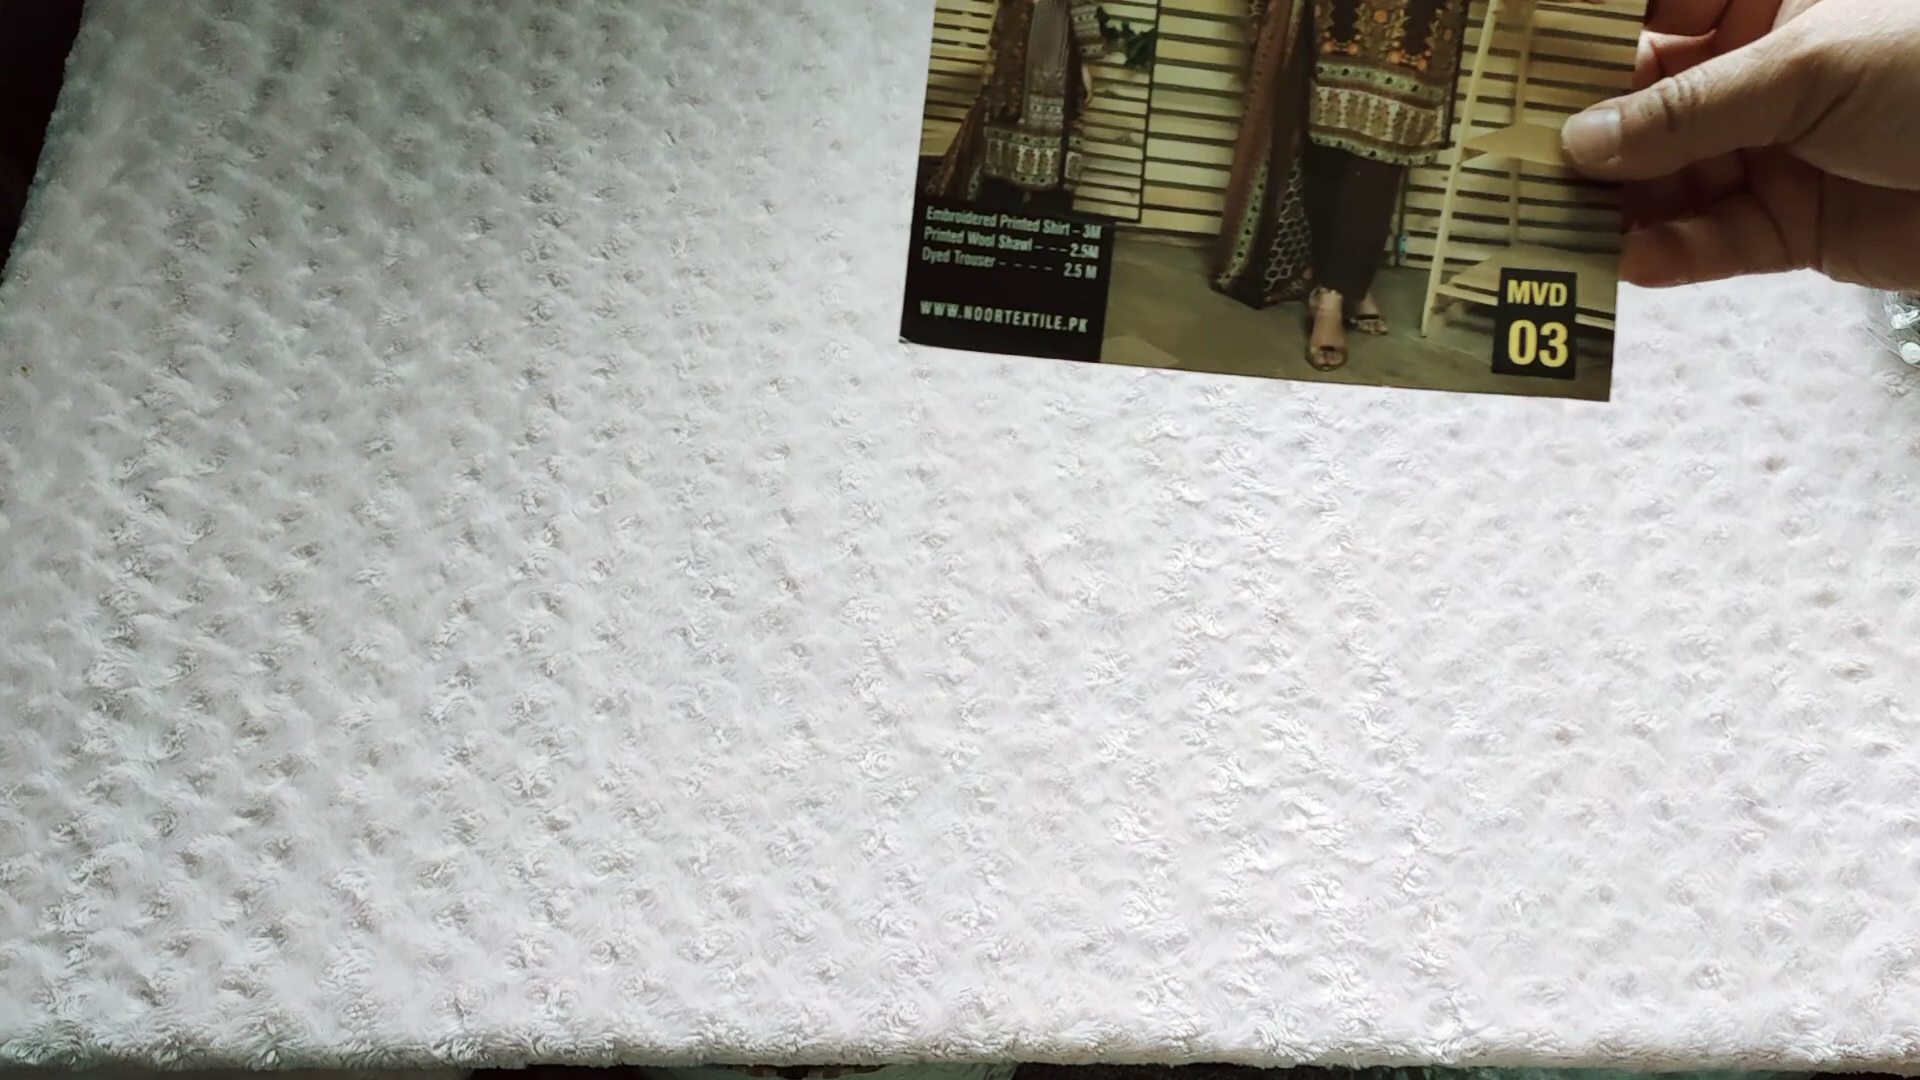 Embroidered Printed Shirt - 3M
Printed Wool Shawl - - - 2.5M
Dyed Trouser - - - - 2.5 M
WWW.NOORTEXTILE.PK
MVD
03